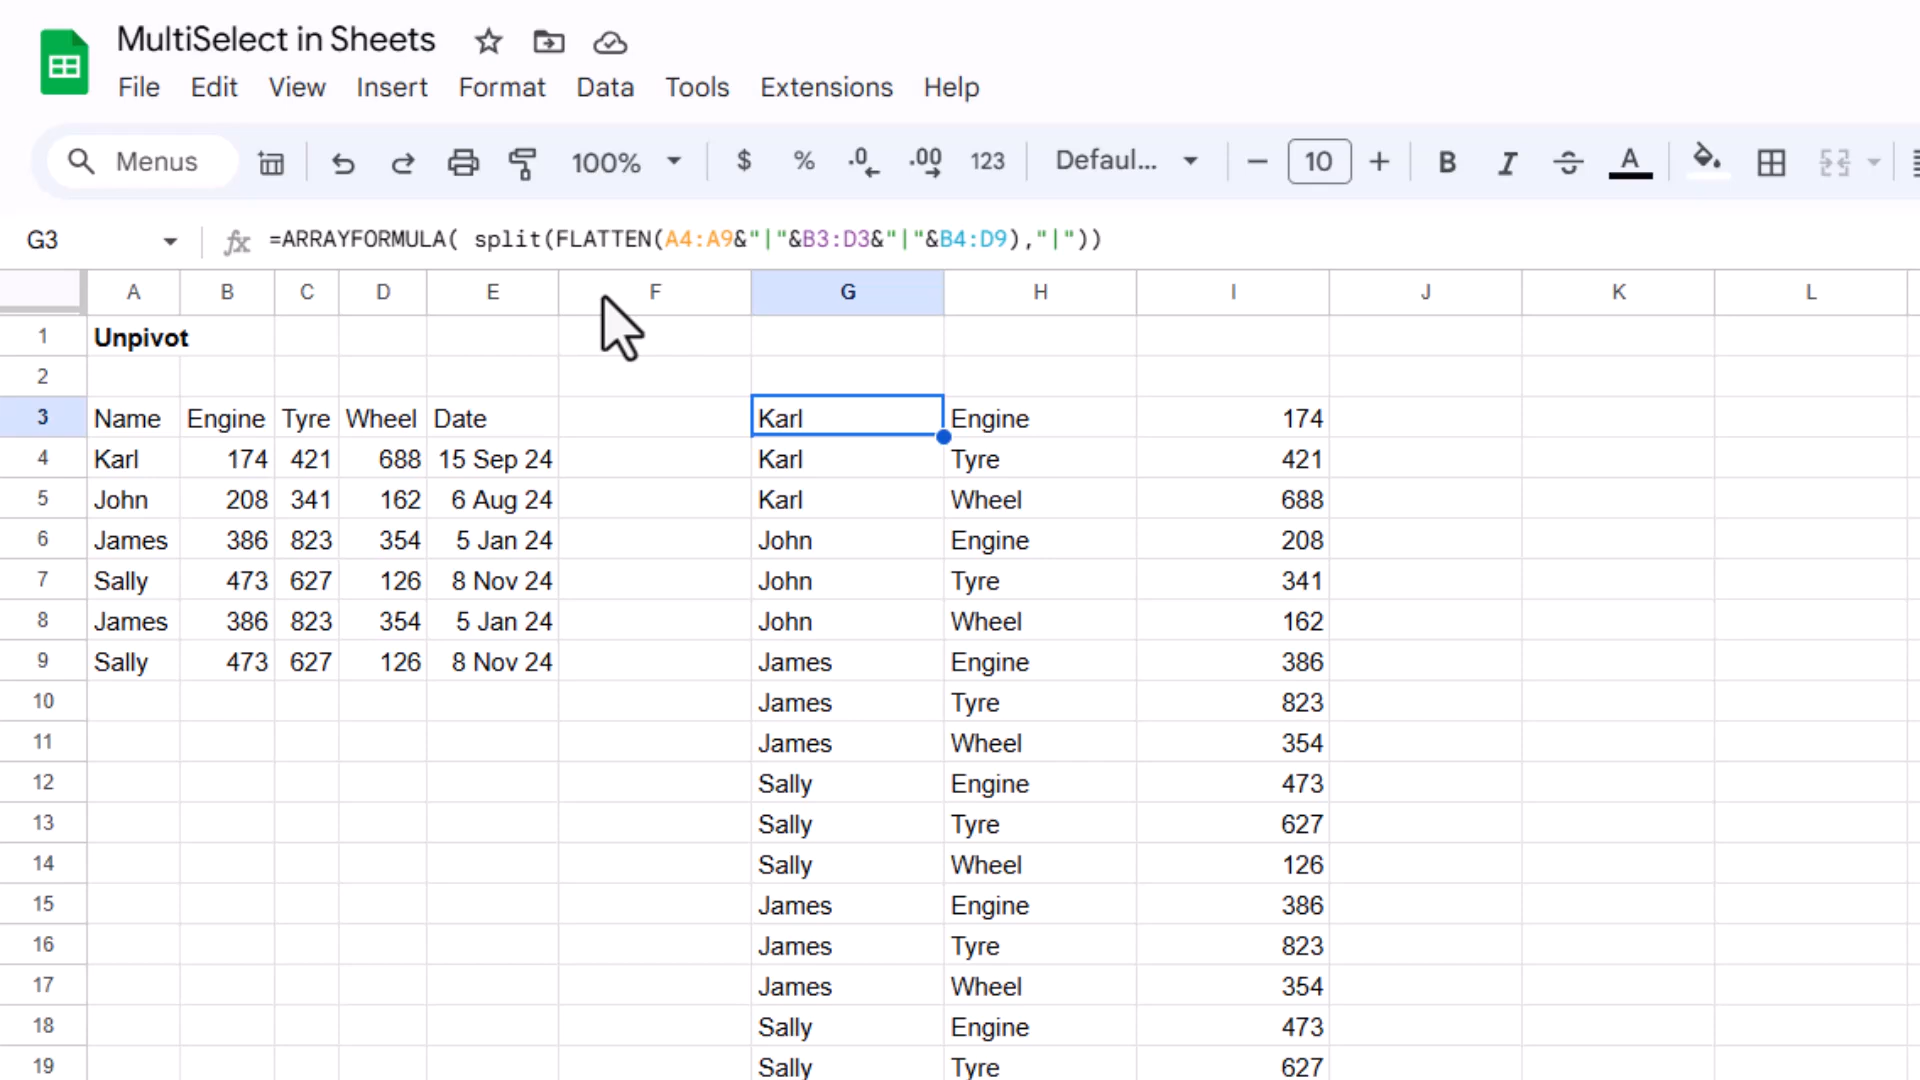 MultiSelect in Sheets
File Edit View Insert Format Data Tools Extensions Help
Menus 100% $ % .0 .00 123 Defaul... 10 B I A
G3 fx =ARRAYFORMULA( split(FLATTEN(A4:A9&"|"&B3:D3&"|"&B4:D9),"|"))
A B C D E F G H I J K L
1 Unpivot
2
3 Name Engine Tyre Wheel Date Karl Engine 174
4 Karl 174 421 688 15 Sep 24 Karl Tyre 421
5 John 208 341 162 6 Aug 24 Karl Wheel 688
6 James 386 823 354 5 Jan 24 John Engine 208
7 Sally 473 627 126 8 Nov 24 John Tyre 341
8 James 386 823 354 5 Jan 24 John Wheel 162
9 Sally 473 627 126 8 Nov 24 James Engine 386
10 James Tyre 823
11 James Wheel 354
12 Sally Engine 473
13 Sally Tyre 627
14 Sally Wheel 126
15 James Engine 386
16 James Tyre 823
17 James Wheel 354
18 Sally Engine 473
19 Sally Tyre 627